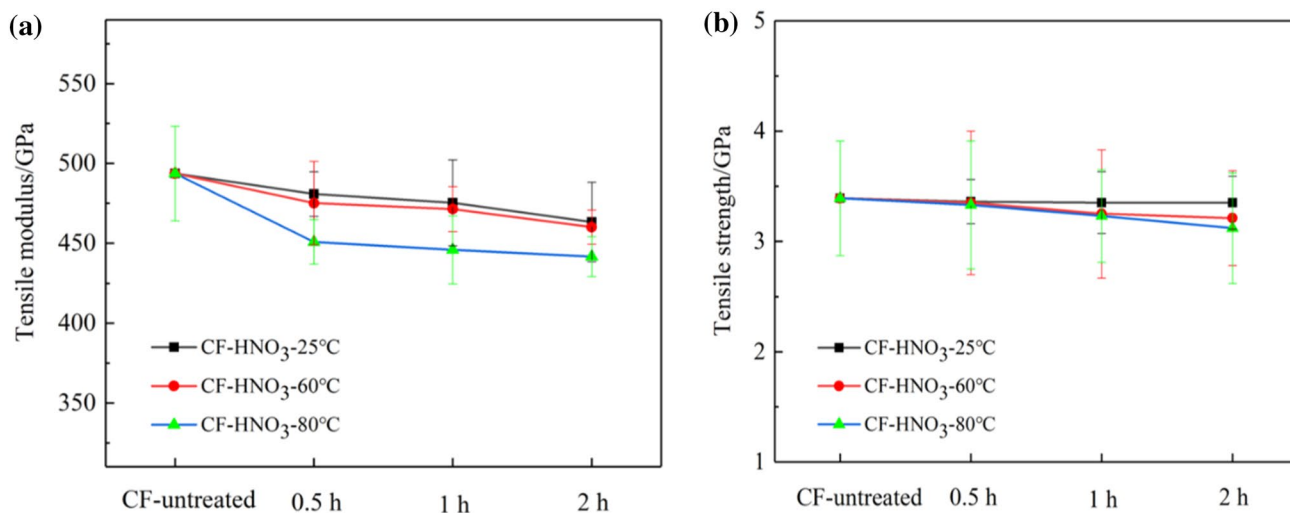 (a)
Tensile modulus/GPa
550
500
450
400
350
CF-HNO3-25°C
CF-HNO3-60°C
CF-HNO3-80°C
CF-untreated 0.5 h 1 h 2 h
(b)
Tensile strength/GPa
5
4
3
2
1
CF-HNO3-25°C
CF-HNO3-60°C
CF-HNO3-80°C
CF-untreated 0.5 h 1 h 2 h